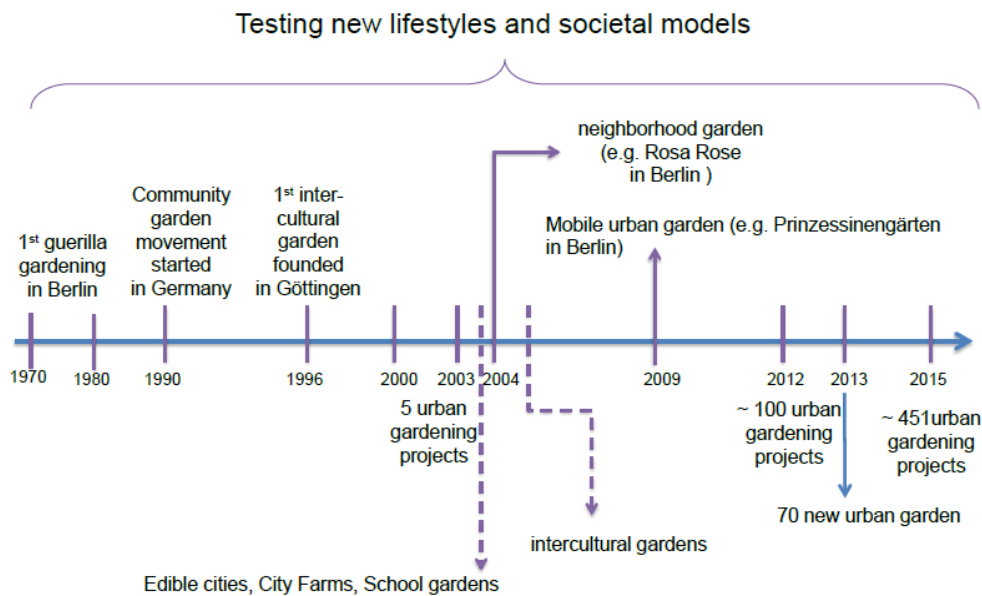 Testing new lifestyles and societal models
neighborhood garden
(e.g. Rosa Rose
in Berlin )
Mobile urban garden (e.g. Prinzessinengärten
in Berlin)
1st guerilla
gardening
in Berlin
Community
garden
movement
started
in Germany
1st inter-
cultural
garden
founded
in Göttingen
1970
1980
1990
1996
2000
2003
2004
2009
2012
2013
2015
5 urban
gardening
projects
~ 100 urban
gardening
projects
~ 451urban
gardening
projects
70 new urban garden
intercultural gardens
Edible cities, City Farms, School gardens